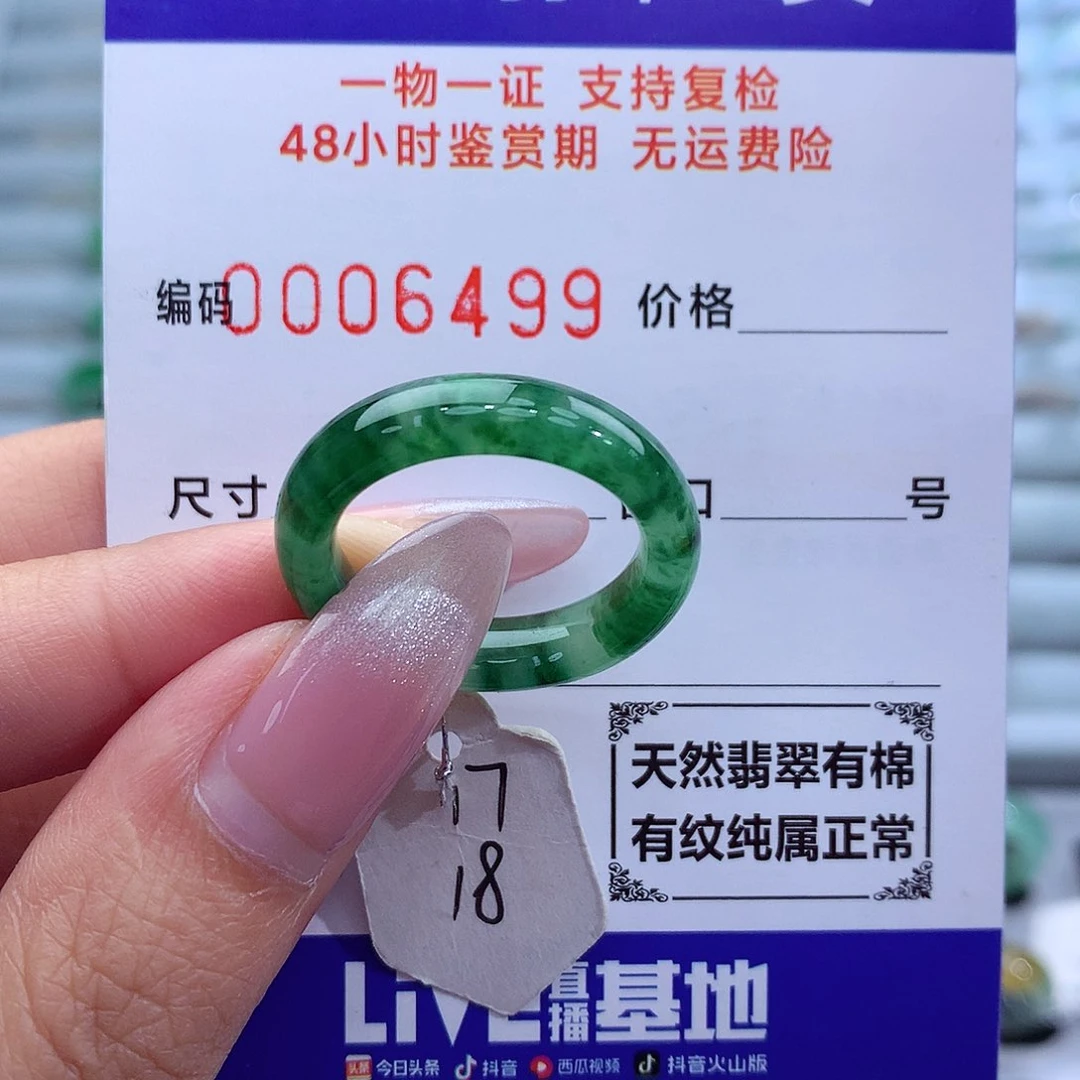 一物一证 支持复检
48小时鉴赏期 无运费险
编码0006499 价格
尺寸 口 号
天然翡翠有棉
有纹纯属正常
17
18
LiVE直播基地
头条 今日头条 抖音 西瓜视频 抖音火山版